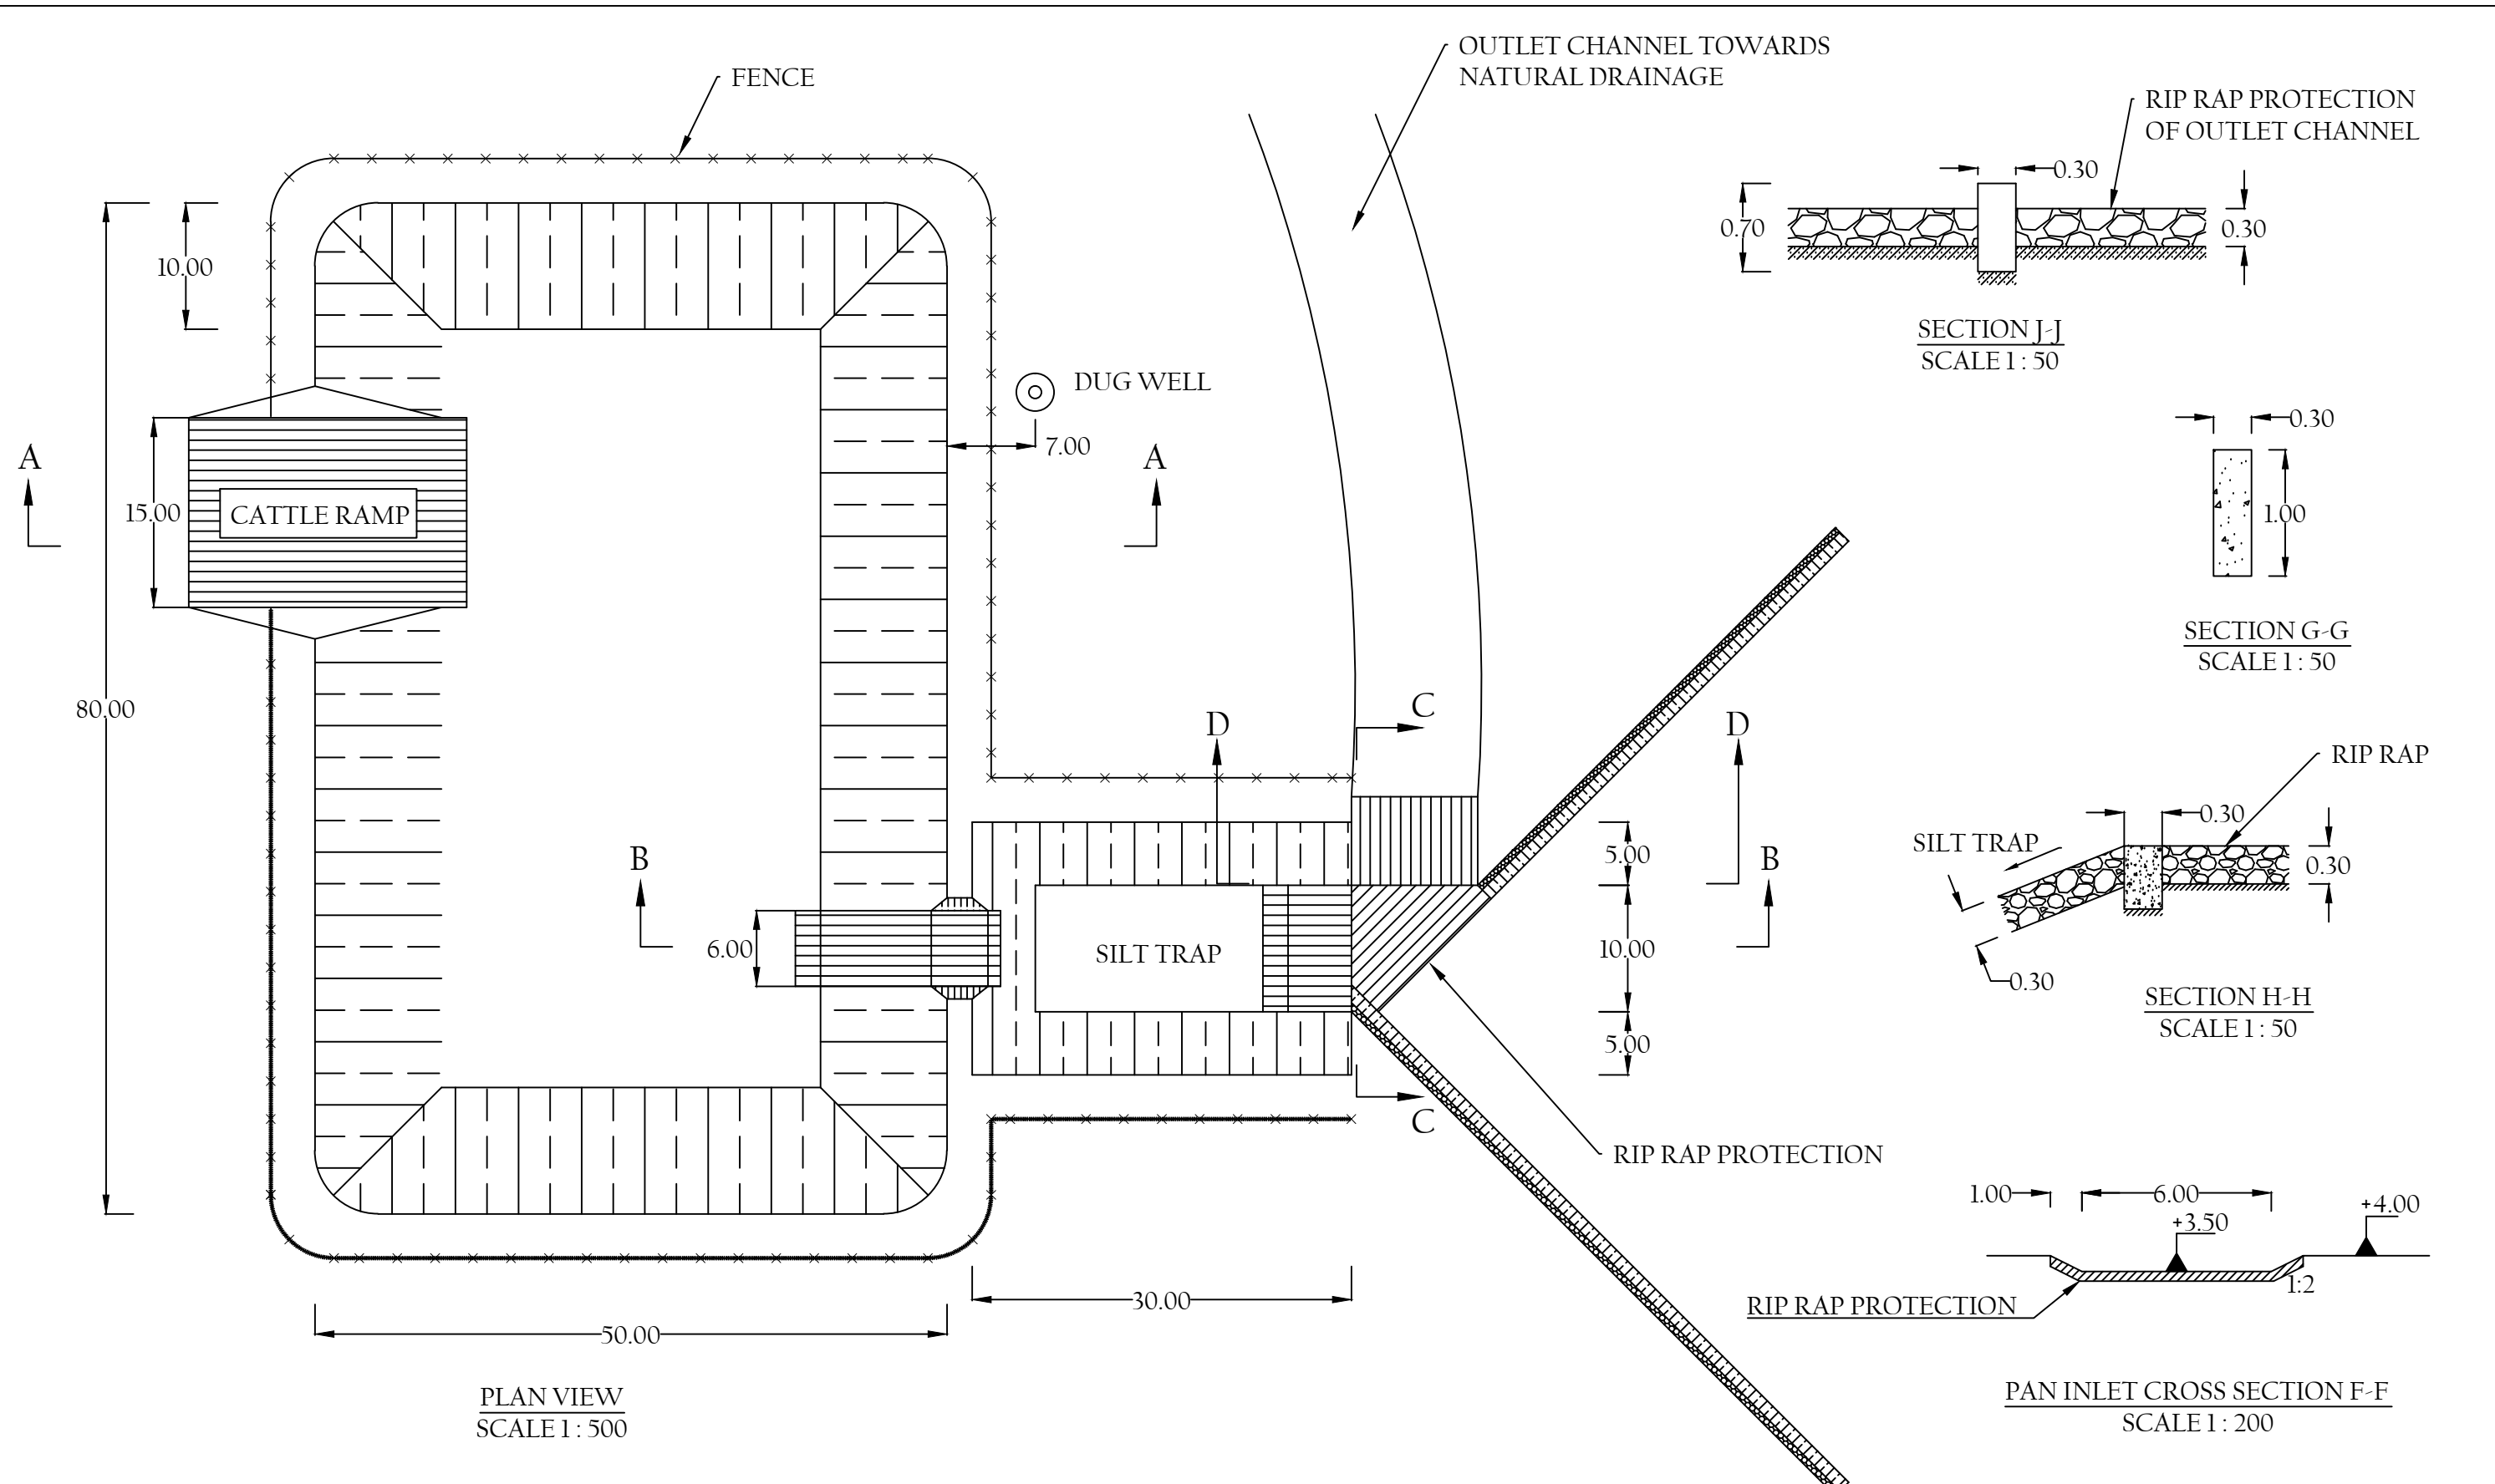 FENCE
OUTLET CHANNEL TOWARDS
NATURAL DRAINAGE
10.00
80.00
A
15.00
CATTLE RAMP
DUG WELL
7.00
A
D
C
D
B
6.00
SILT TRAP
5.00
10.00
5.00
B
C
RIP RAP PROTECTION
30.00
50.00
PLAN VIEW
SCALE 1 : 500
RIP RAP PROTECTION
OF OUTLET CHANNEL
0.30
0.70
0.30
SECTION J-J
SCALE 1 : 50
0.30
1.00
SECTION G-G
SCALE 1 : 50
RIP RAP
0.30
SILT TRAP
0.30
0.30
SECTION H-H
SCALE 1 : 50
1.00
6.00
+3.50
+4.00
1:2
RIP RAP PROTECTION
PAN INLET CROSS SECTION F-F
SCALE 1 : 200